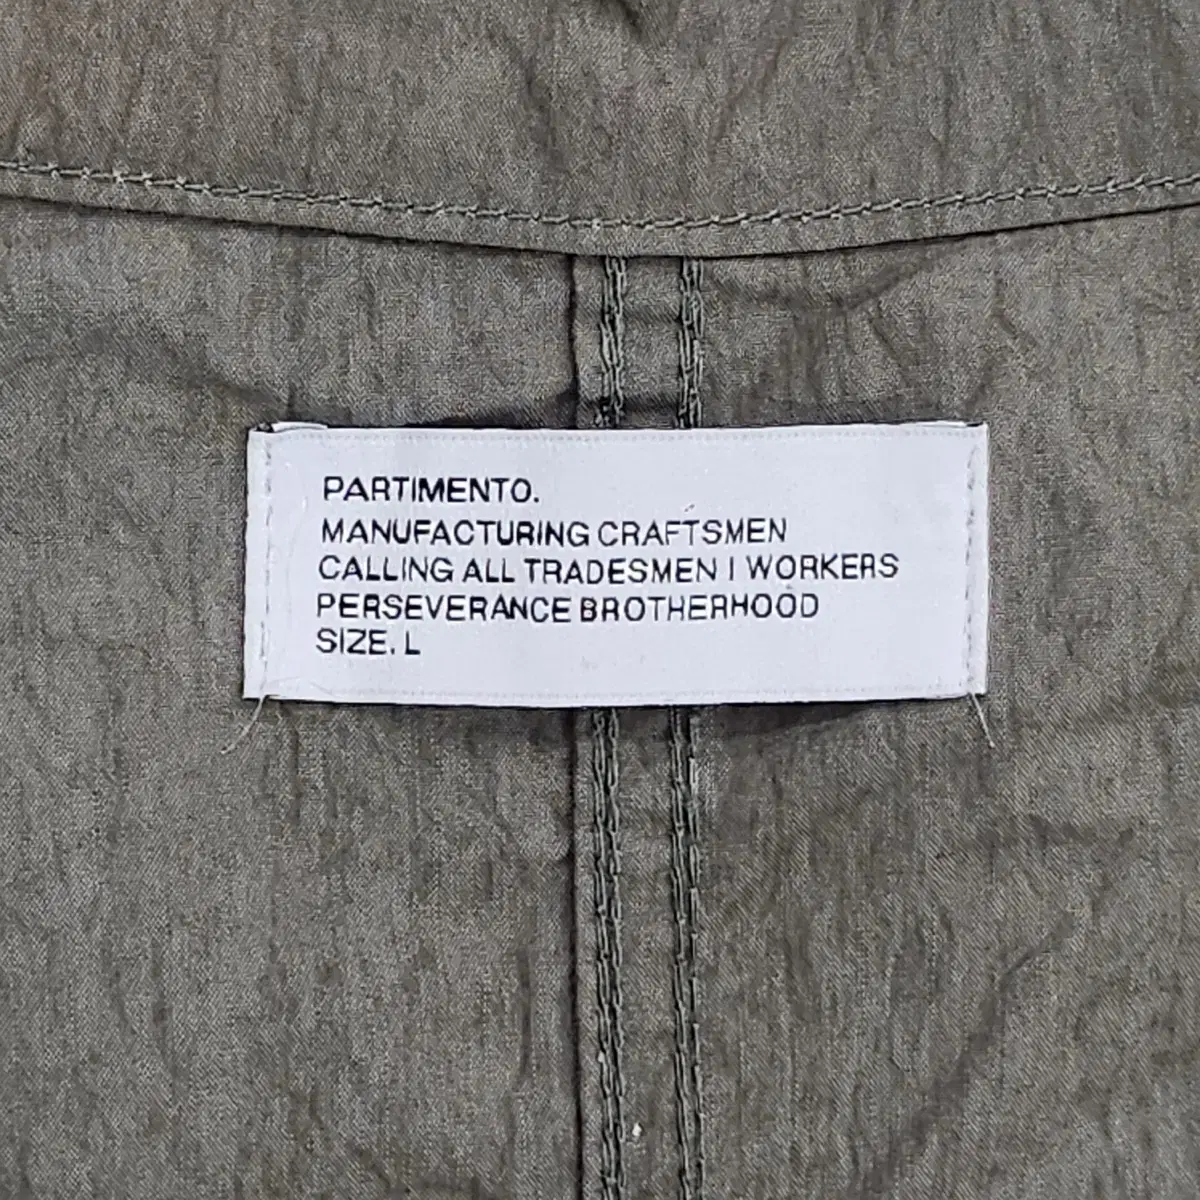 PARTIMENTO.
MANUFACTURING CRAFTSMEN
CALLING ALL TRADESMEN | WORKERS
PERSEVERANCE BROTHERHOOD
SIZE. L